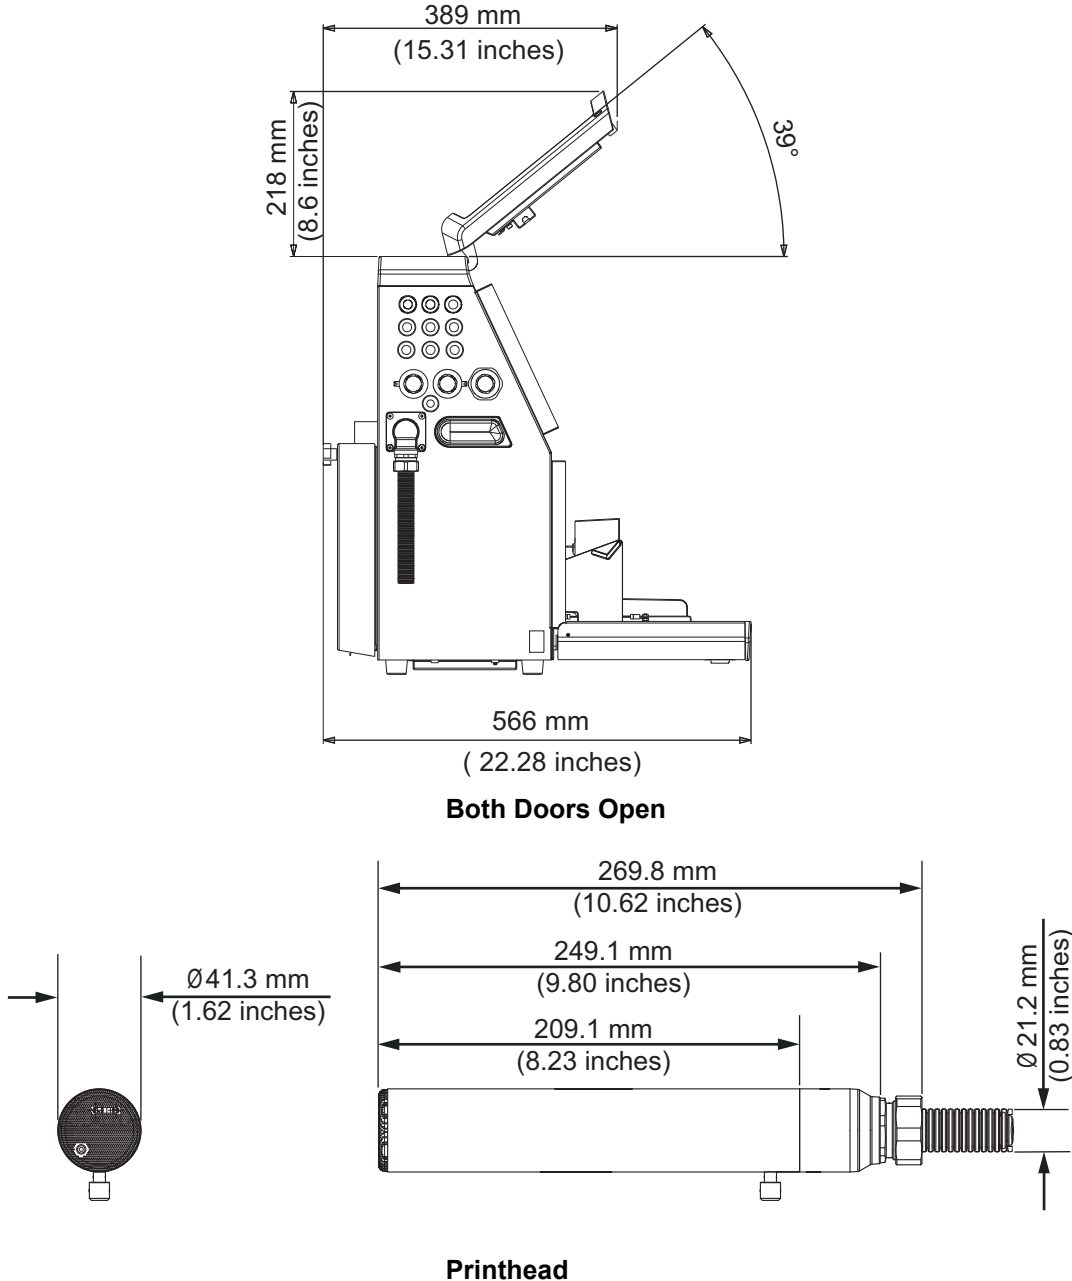 389 mm
(15.31 inches)
218 mm
(8.6 inches)
39°
566 mm
( 22.28 inches)
Both Doors Open
269.8 mm
(10.62 inches)
249.1 mm
(9.80 inches)
209.1 mm
(8.23 inches)
Ø41.3 mm
(1.62 inches)
Ø21.2 mm
(0.83 inches)
Printhead